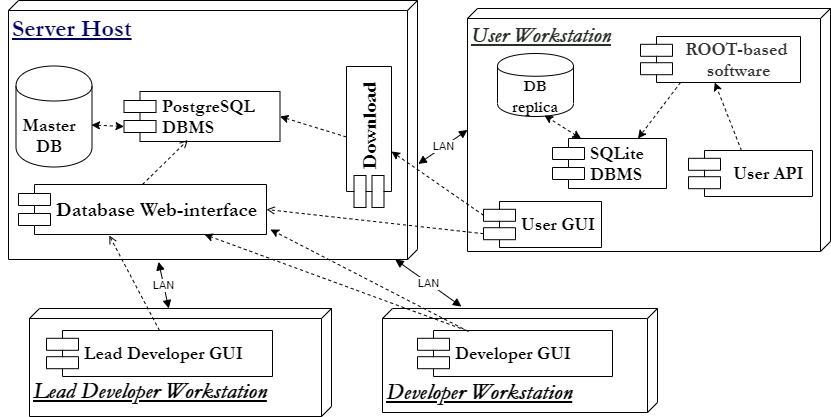 Server Host
Master
DB
PostgreSQL
DBMS
Download
Database Web-interface
LAN
User Workstation
DB
replica
ROOT-based
software
SQLite
DBMS
User API
User GUI
LAN
LAN
Lead Developer GUI
Lead Developer Workstation
Developer GUI
Developer Workstation